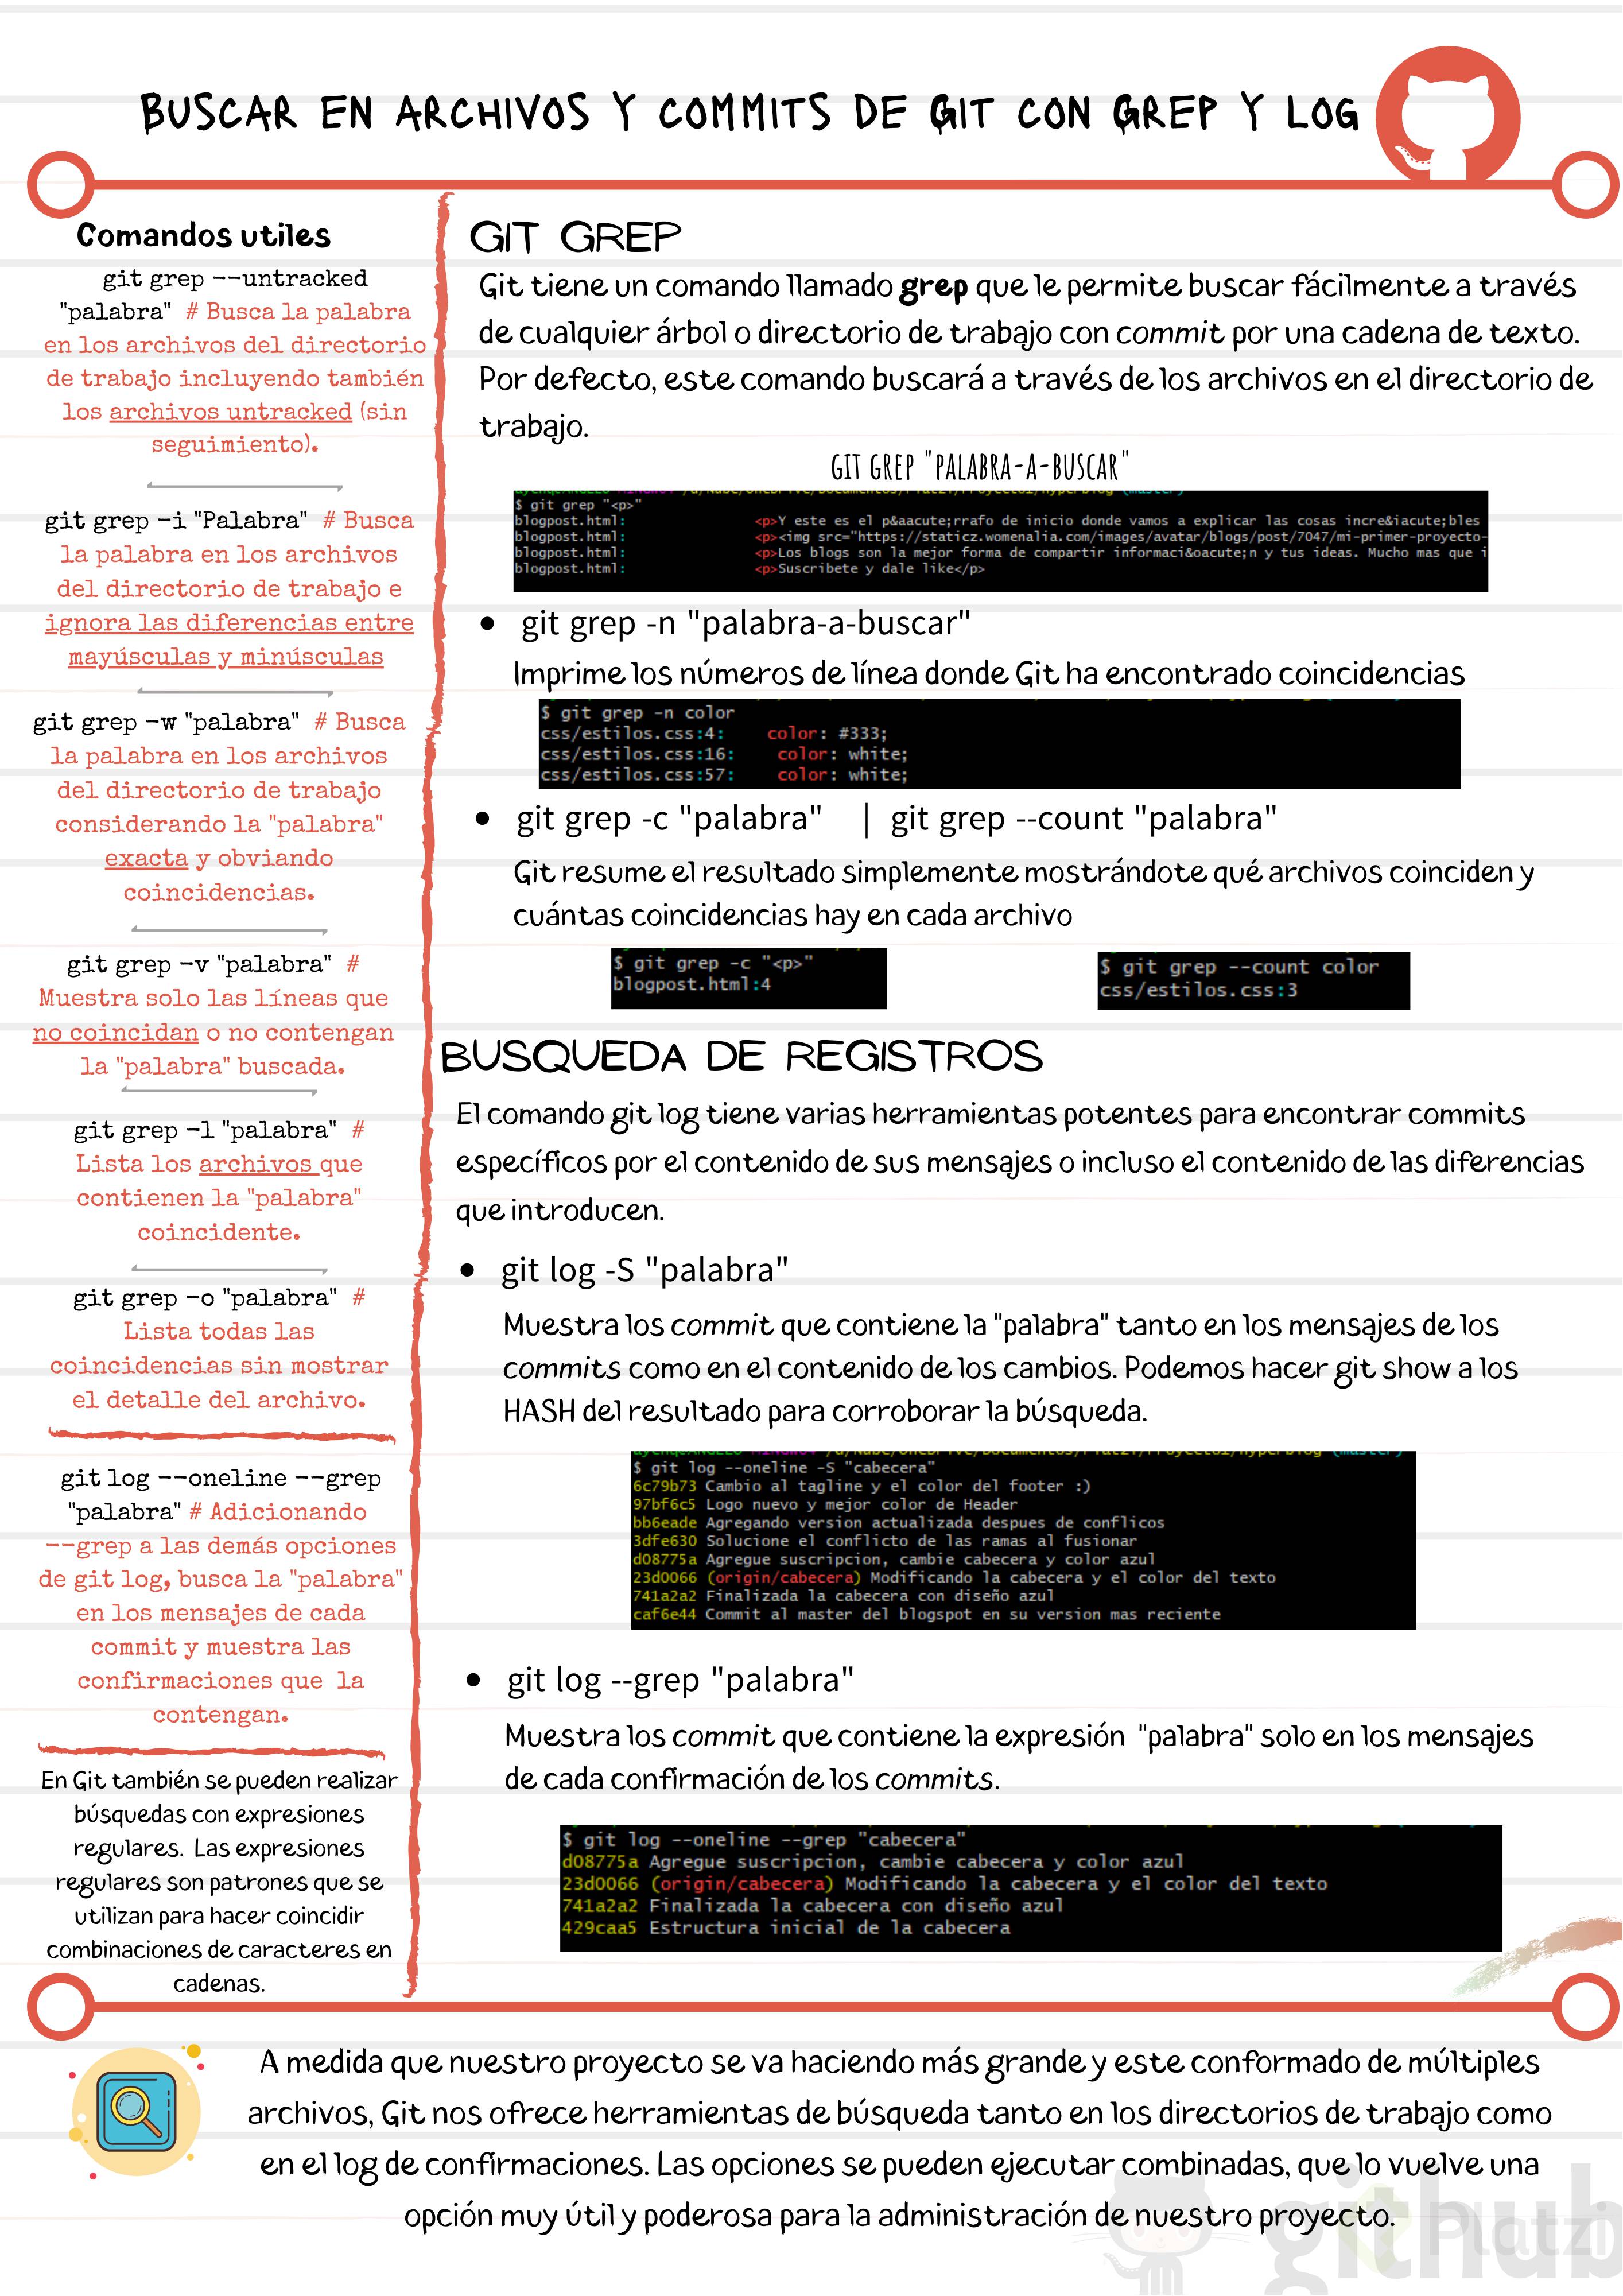 BUSCAR EN ARCHIVOS Y COMMITS DE GIT CON GREP Y LOG
Comandos utiles
git grep --untracked
"palabra" # Busca la palabra
en los archivos del directorio
de trabajo incluyendo también
los archivos untracked (sin
seguimiento).
git grep -i "Palabra" # Busca
la palabra en los archivos
del directorio de trabajo e
ignora las diferencias entre
mayúsculas y minúsculas
git grep -w "palabra" # Busca
la palabra en los archivos
del directorio de trabajo
considerando la "palabra"
exacta y obviando
coincidencias.
git grep -v "palabra" #
Muestra solo las líneas que
no coincidan o no contengan
la "palabra" buscada.
git grep -l "palabra" #
Lista los archivos que
contienen la "palabra"
coincidente.
git grep -o "palabra" #
Lista todas las
coincidencias sin mostrar
el detalle del archivo.
git log --oneline --grep
"palabra" # Adicionando
--grep a las demás opciones
de git log, busca la "palabra"
en los mensajes de cada
commit y muestra las
confirmaciones que la
contengan.
En Git también se pueden realizar
búsquedas con expresiones
regulares. Las expresiones
regulares son patrones que se
utilizan para hacer coincidir
combinaciones de caracteres en
cadenas.
GIT GREP
Git tiene un comando llamado grep que le permite buscar fácilmente a través
de cualquier árbol o directorio de trabajo con commit por una cadena de texto.
Por defecto, este comando buscará a través de los archivos en el directorio de
trabajo.
GIT GREP "PALABRA-A-BUSCAR"
$ git grep "<p>"
blogpost.html: <p>Y este es el p&aacute;rrafo de inicio donde vamos a explicar las cosas incre&iacute;bles
blogpost.html: <p><img src="https://staticz.womenalia.com/images/avatar/blogs/post/7047/mi-primer-proyecto-
blogpost.html: <p>Los blogs son la mejor forma de compartir informaci&oacute;n y tus ideas. Mucho mas que i
blogpost.html: <p>Suscribete y dale like</p>
• git grep -n "palabra-a-buscar"
Imprime los números de línea donde Git ha encontrado coincidencias
$ git grep -n color
css/estilos.css:4: color: #333;
css/estilos.css:16: color: white;
css/estilos.css:57: color: white;
• git grep -c "palabra" | git grep --count "palabra"
Git resume el resultado simplemente mostrándote qué archivos coinciden y
cuántas coincidencias hay en cada archivo
$ git grep -c "<p>"
blogpost.html:4
$ git grep --count color
css/estilos.css:3
BUSQUEDA DE REGISTROS
El comando git log tiene varias herramientas potentes para encontrar commits
específicos por el contenido de sus mensajes o incluso el contenido de las diferencias
que introducen.
• git log -S "palabra"
Muestra los commit que contiene la "palabra" tanto en los mensajes de los
commits como en el contenido de los cambios. Podemos hacer git show a los
HASH del resultado para corroborar la búsqueda.
$ git log --oneline -S "cabecera"
6c79b73 Cambio al tagline y el color del footer :)
97bf6c5 Logo nuevo y mejor color de Header
bb6eade Agregando version actualizada despues de conflicos
3dfe630 Solucione el conflicto de las ramas al fusionar
d08775a Agregue suscripcion, cambie cabecera y color azul
23d0066 (origin/cabecera) Modificando la cabecera y el color del texto
741a2a2 Finalizada la cabecera con diseño azul
caf6e44 Commit al master del blogspot en su version mas reciente
• git log --grep "palabra"
Muestra los commit que contiene la expresión "palabra" solo en los mensajes
de cada confirmación de los commits.
$ git log --oneline --grep "cabecera"
d08775a Agregue suscripcion, cambie cabecera y color azul
23d0066 (origin/cabecera) Modificando la cabecera y el color del texto
741a2a2 Finalizada la cabecera con diseño azul
429caa5 Estructura inicial de la cabecera
A medida que nuestro proyecto se va haciendo más grande y este conformado de múltiples
archivos, Git nos ofrece herramientas de búsqueda tanto en los directorios de trabajo como
en el log de confirmaciones. Las opciones se pueden ejecutar combinadas, que lo vuelve una
opción muy útil y poderosa para la administración de nuestro proyecto.
github
Platzi